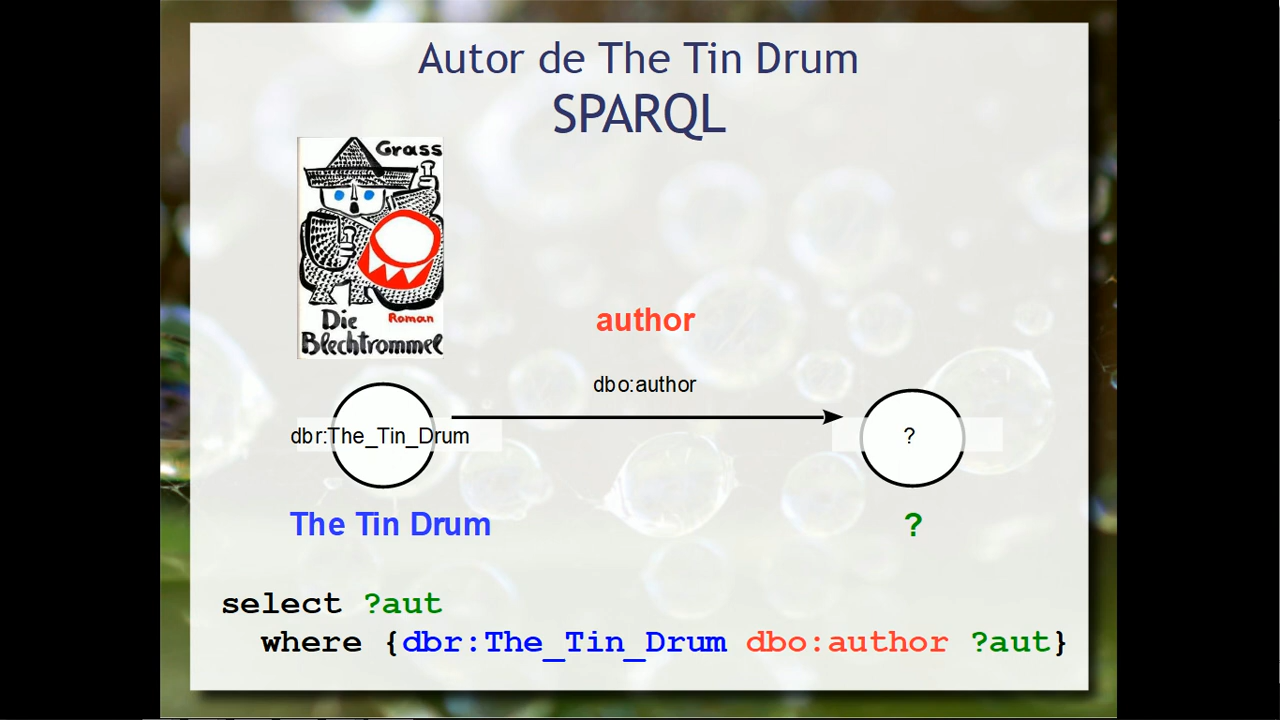 Autor de The Tin Drum
SPARQL
Grass
Die
Roman
Blechtrommel
author
dbo:author
dbr:The_Tin_Drum
?
The Tin Drum
?
select ?aut
where {dbr:The_Tin_Drum dbo:author ?aut}